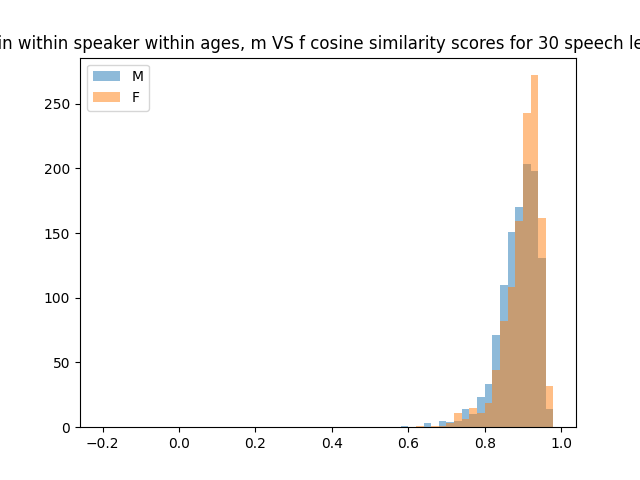 in within speaker within ages, m VS f cosine similarity scores for 30 speech le
M
F
250
200
150
100
50
0
−0.2 0.0 0.2 0.4 0.6 0.8 1.0